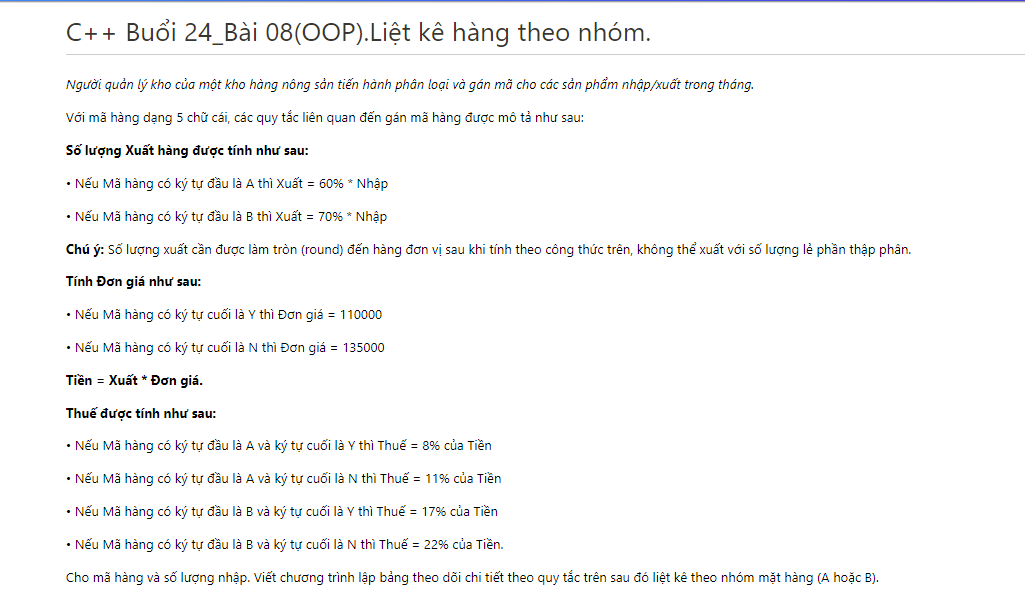 C++ Buổi 24_Bài 08(OOP).Liệt kê hàng theo nhóm.
Người quản lý kho của một kho hàng nông sản tiến hành phân loại và gán mã cho các sản phẩm nhập/xuất trong tháng.
Với mã hàng dạng 5 chữ cái, các quy tắc liên quan đến gán mã hàng được mô tả như sau:
Số lượng Xuất hàng được tính như sau:
• Nếu Mã hàng có ký tự đầu là A thì Xuất = 60% * Nhập
• Nếu Mã hàng có ký tự đầu là B thì Xuất = 70% * Nhập
Chú ý: Số lượng xuất cần được làm tròn (round) đến hàng đơn vị sau khi tính theo công thức trên, không thể xuất với số lượng lẻ phần thập phân.
Tính Đơn giá như sau:
• Nếu Mã hàng có ký tự cuối là Y thì Đơn giá = 110000
• Nếu Mã hàng có ký tự cuối là N thì Đơn giá = 135000
Tiền = Xuất * Đơn giá.
Thuế được tính như sau:
• Nếu Mã hàng có ký tự đầu là A và ký tự cuối là Y thì Thuế = 8% của Tiền
• Nếu Mã hàng có ký tự đầu là A và ký tự cuối là N thì Thuế = 11% của Tiền
• Nếu Mã hàng có ký tự đầu là B và ký tự cuối là Y thì Thuế = 17% của Tiền
• Nếu Mã hàng có ký tự đầu là B và ký tự cuối là N thì Thuế = 22% của Tiền.
Cho mã hàng và số lượng nhập. Viết chương trình lập bảng theo dõi chi tiết theo quy tắc trên sau đó liệt kê theo nhóm mặt hàng (A hoặc B).